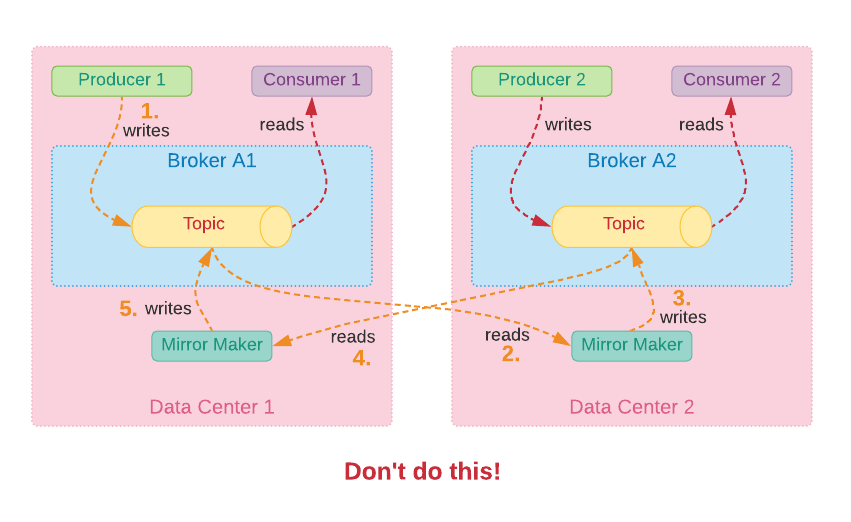 Producer 1
Consumer 1
1.
writes
reads
Broker A1
Topic
5. writes
reads
4.
Mirror Maker
Data Center 1
Producer 2
Consumer 2
writes
reads
Broker A2
Topic
3.
writes
reads
2.
Mirror Maker
Data Center 2
Don't do this!